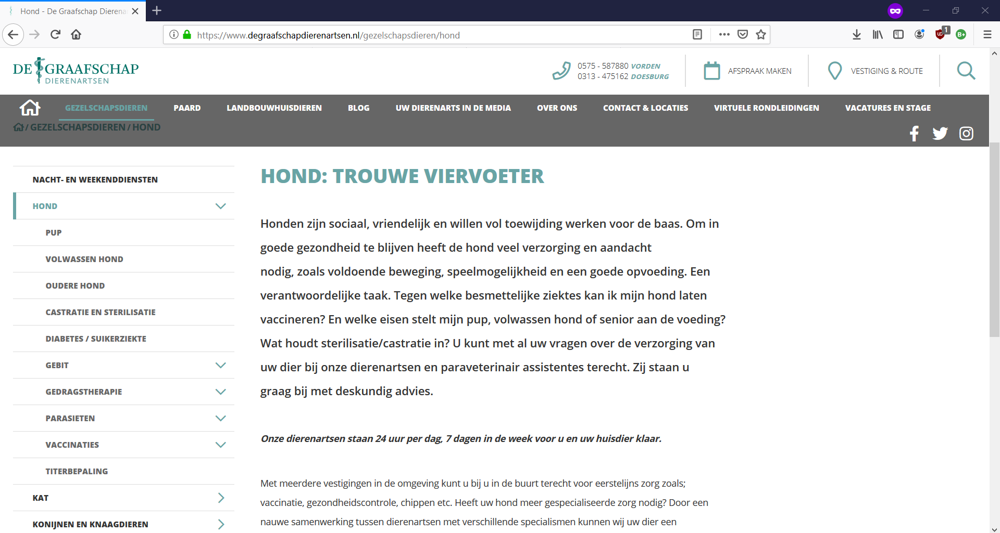 Hond - De Graafschap Dierena
https://www.degraafschapdierenartsen.nl/gezelschapsdieren/hond
1
B+
DE GRAAFSCHAP
DIERENARTSEN
0575 - 587880 VORDEN
0313 - 475162 DOESBURG
AFSPRAAK MAKEN
VESTIGING & ROUTE
GEZELSCHAPSDIEREN
PAARD
LANDBOUWHUISDIEREN
BLOG
UW DIERENARTS IN DE MEDIA
OVER ONS
CONTACT & LOCATIES
VIRTUELE RONDLEIDINGEN
VACATURES EN STAGE
/ GEZELSCHAPSDIEREN / HOND
NACHT- EN WEEKENDDIENSTEN
HOND
PUP
VOLWASSEN HOND
OUDERE HOND
CASTRATIE EN STERILISATIE
DIABETES / SUIKERZIEKTE
GEBIT
GEDRAGSTHERAPIE
PARASIETEN
VACCINATIES
TITERBEPALING
KAT
KONIJNEN EN KNAAGDIEREN
HOND: TROUWE VIERVOETER
Honden zijn sociaal, vriendelijk en willen vol toewijding werken voor de baas. Om in
goede gezondheid te blijven heeft de hond veel verzorging en aandacht
nodig, zoals voldoende beweging, speelmogelijkheid en een goede opvoeding. Een
verantwoordelijke taak. Tegen welke besmettelijke ziektes kan ik mijn hond laten
vaccineren? En welke eisen stelt mijn pup, volwassen hond of senior aan de voeding?
Wat houdt sterilisatie/castratie in? U kunt met al uw vragen over de verzorging van
uw dier bij onze dierenartsen en paraveterinair assistentes terecht. Zij staan u
graag bij met deskundig advies.
Onze dierenartsen staan 24 uur per dag, 7 dagen in de week voor u en uw huisdier klaar.
Met meerdere vestigingen in de omgeving kunt u bij u in de buurt terecht voor eerstelijns zorg zoals;
vaccinatie, gezondheidscontrole, chippen etc. Heeft uw hond meer gespecialiseerde zorg nodig? Door een
nauwe samenwerking tussen dierenartsen met verschillende specialismen kunnen wij uw dier een